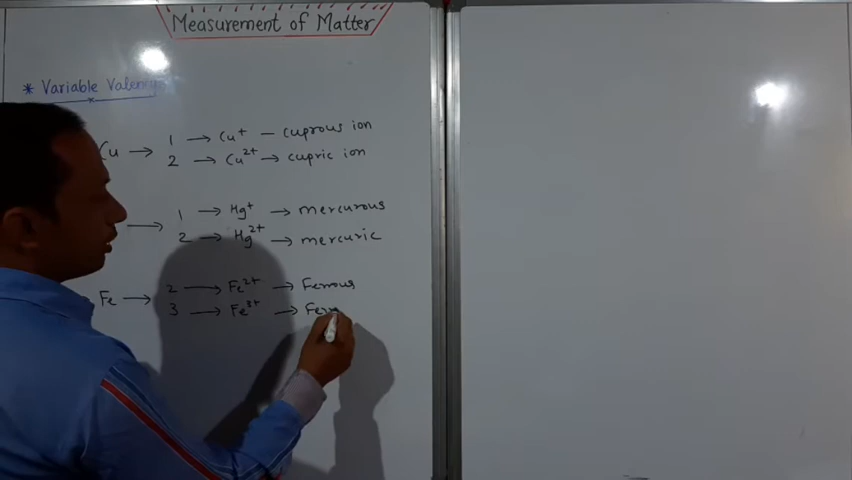 Measurement of Matter
* Variable Valency
Cu → 1 → Cu+ – cuprous ion
2 → Cu2+ → cupric ion
→ 1 → Hg+ → mercurous
2 → Hg2+ → mercuric
Fe → 2 → Fe2+ → Ferrous
3 → Fe3+ →